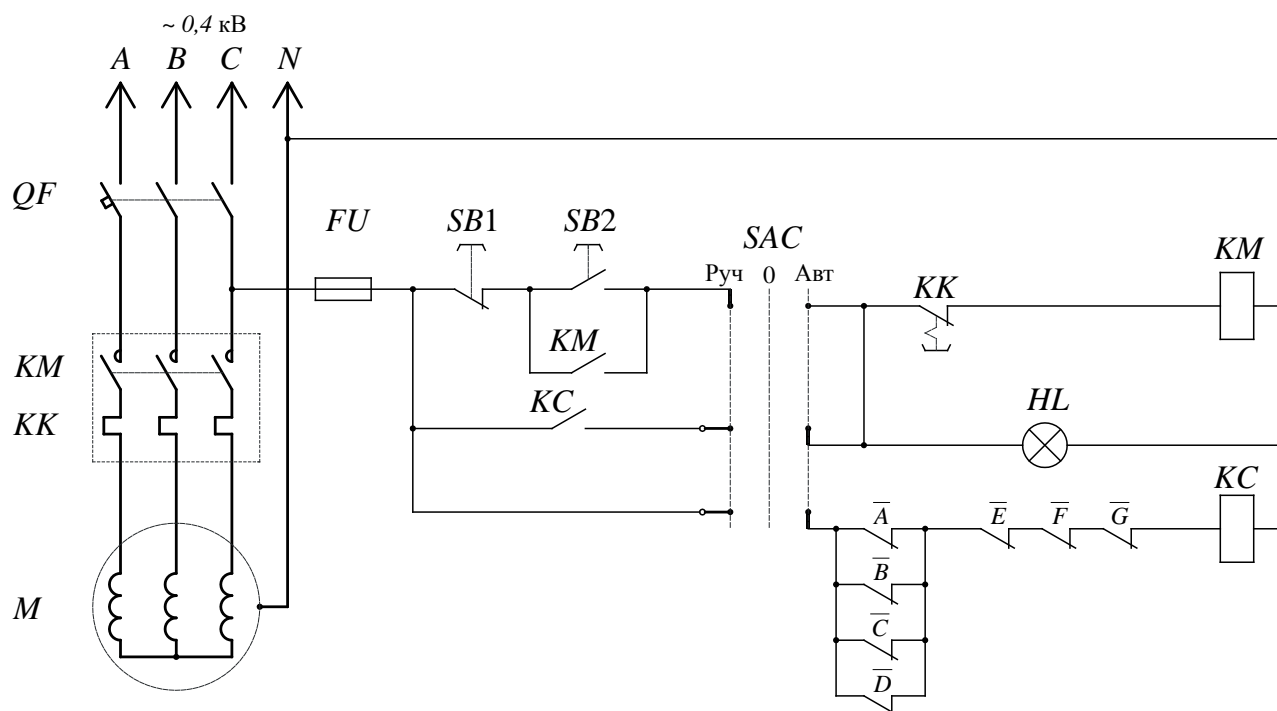 ~ 0,4 кВ
A B C N
QF
FU SB1 SB2 SAC KM
Руч 0 Авт
KK
KM
KM
KC HL
KK
KC
A̅ E̅ F̅ G̅
B̅
M
C̅
D̅